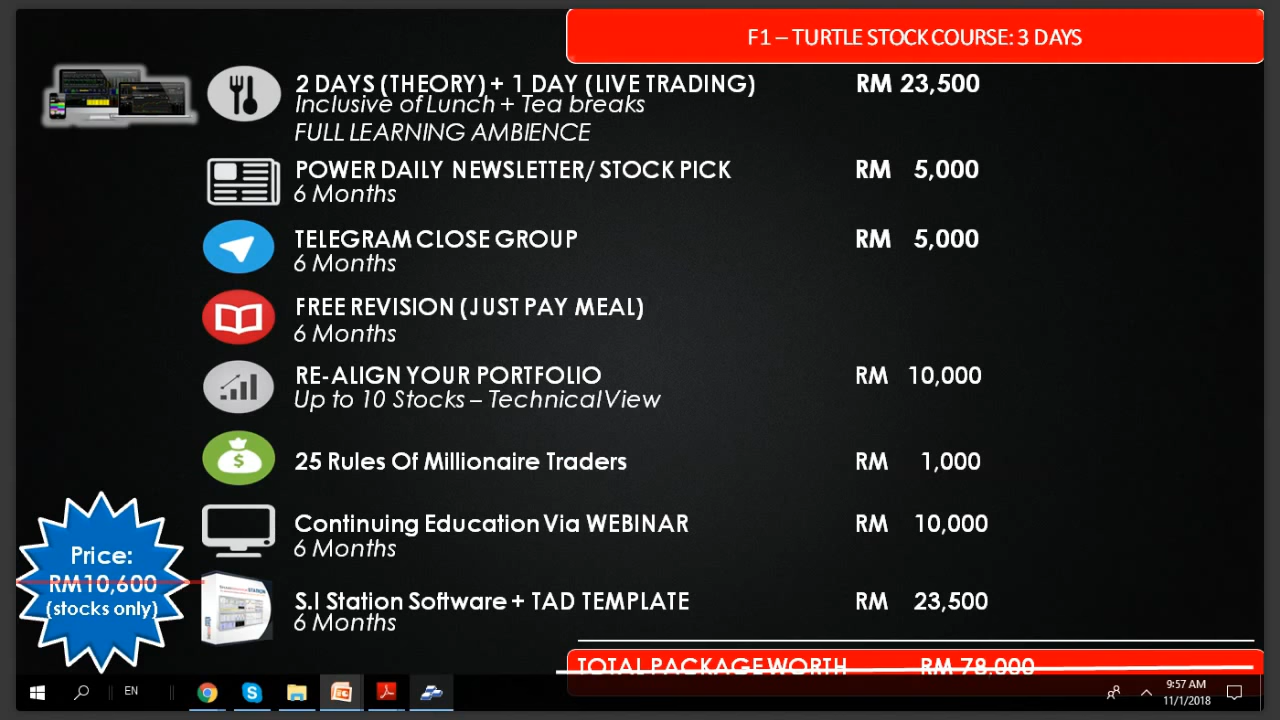 F1 – TURTLE STOCK COURSE: 3 DAYS
2 DAYS (THEORY) + 1 DAY (LIVE TRADING) RM 23,500
Inclusive of Lunch + Tea breaks
FULL LEARNING AMBIENCE
POWER DAILY NEWSLETTER/ STOCK PICK RM 5,000
6 Months
TELEGRAM CLOSE GROUP RM 5,000
6 Months
FREE REVISION (JUST PAY MEAL)
6 Months
RE-ALIGN YOUR PORTFOLIO RM 10,000
Up to 10 Stocks – Technical View
25 Rules Of Millionaire Traders RM 1,000
Continuing Education Via WEBINAR RM 10,000
6 Months
Price:
RM10,600
(stocks only)
S.I Station Software + TAD TEMPLATE RM 23,500
6 Months
TOTAL PACKAGE WORTH RM 78,000
EN
9:57 AM
11/1/2018